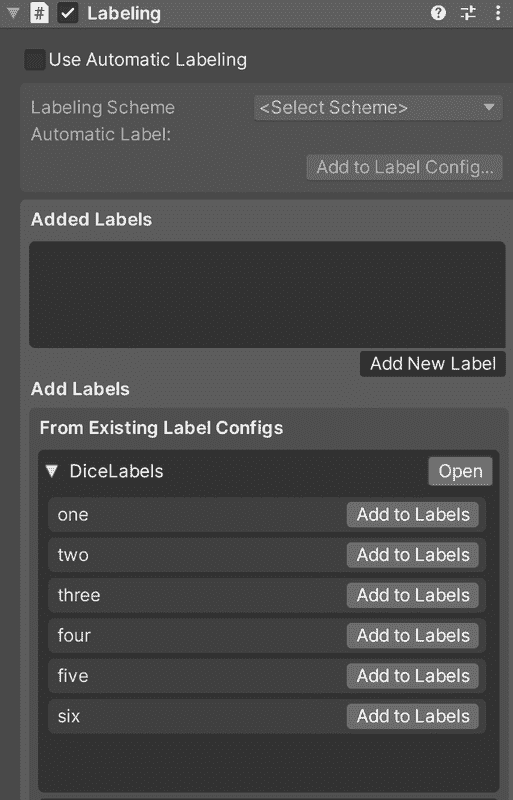 Labeling
Use Automatic Labeling
Labeling Scheme <Select Scheme>
Automatic Label:
Add to Label Config...
Added Labels
Add New Label
Add Labels
From Existing Label Configs
DiceLabels Open
one Add to Labels
two Add to Labels
three Add to Labels
four Add to Labels
five Add to Labels
six Add to Labels